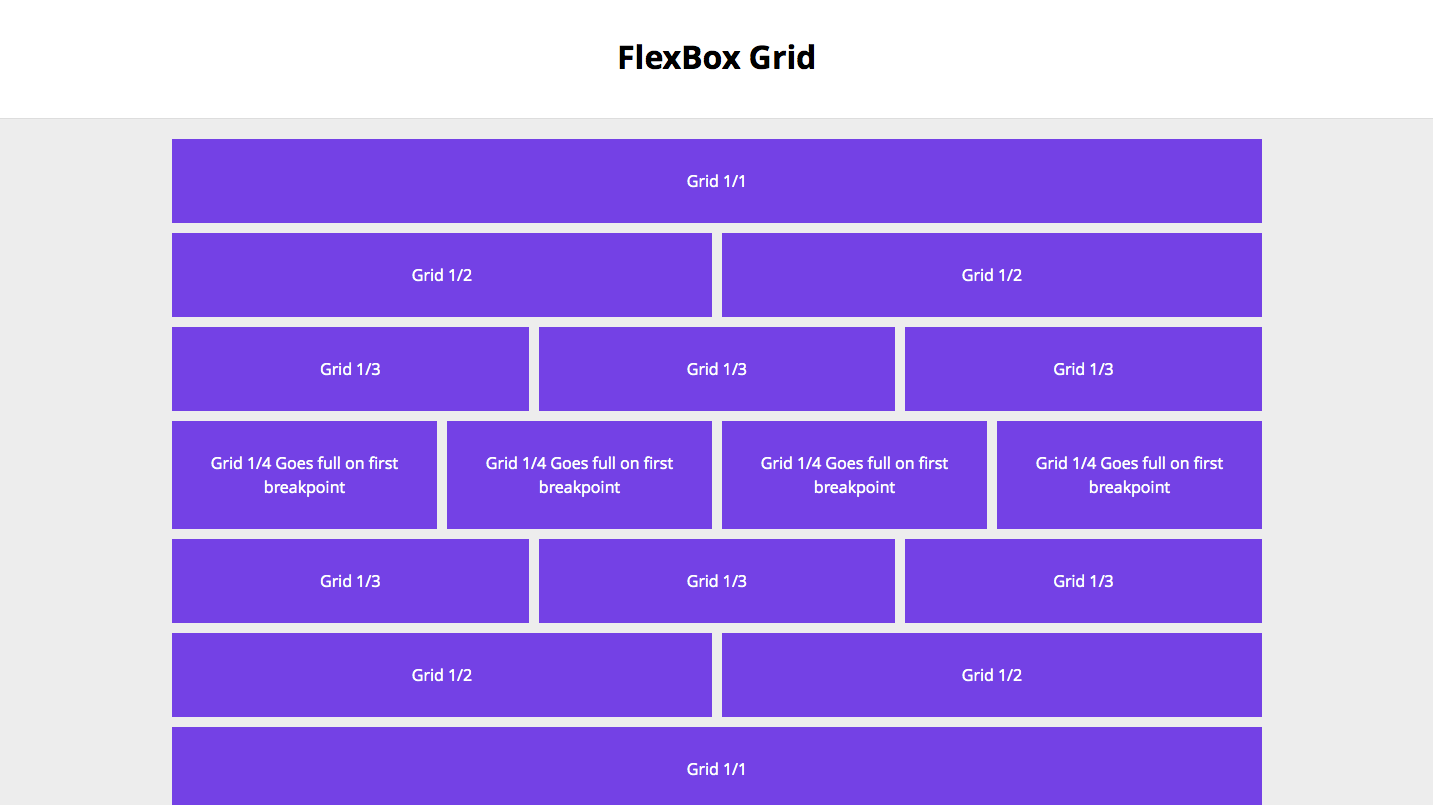 FlexBox Grid
Grid 1/1
Grid 1/2
Grid 1/2
Grid 1/3
Grid 1/3
Grid 1/3
Grid 1/4 Goes full on first
breakpoint
Grid 1/4 Goes full on first
breakpoint
Grid 1/4 Goes full on first
breakpoint
Grid 1/4 Goes full on first
breakpoint
Grid 1/3
Grid 1/3
Grid 1/3
Grid 1/2
Grid 1/2
Grid 1/1